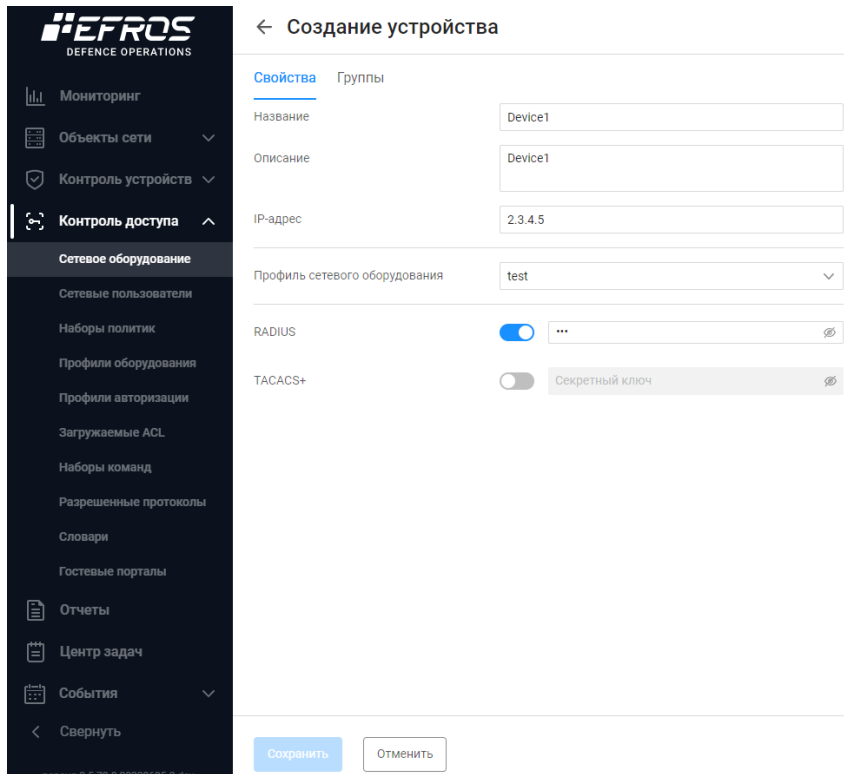 EFROS
DEFENCE OPERATIONS
Мониторинг
Объекты сети
Контроль устройств
Контроль доступа
Сетевое оборудование
Сетевые пользователи
Наборы политик
Профили оборудования
Профили авторизации
Загружаемые ACL
Наборы команд
Разрешенные протоколы
Словари
Гостевые порталы
Отчеты
Центр задач
События
Свернуть
Создание устройства
Свойства Группы
Название Device1
Описание Device1
IP-адрес 2.3.4.5
Профиль сетевого оборудования test
RADIUS •••
TACACS+ Секретный ключ
Сохранить Отменить